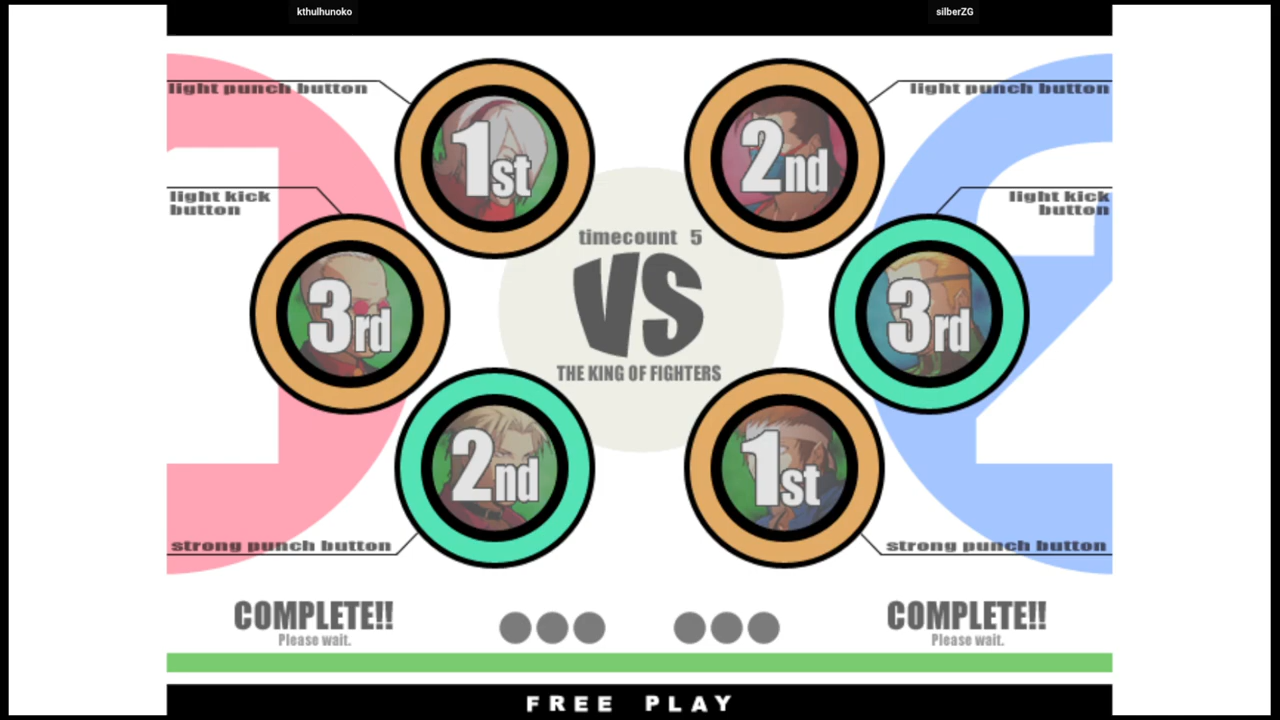 kthulhunoko
silberZG
light punch button
light punch button
1st
2nd
light kick
button
light kick
button
timecount 5
VS
THE KING OF FIGHTERS
3rd
3rd
2nd
1st
strong punch button
strong punch button
COMPLETE!!
Please wait.
COMPLETE!!
Please wait.
FREE PLAY